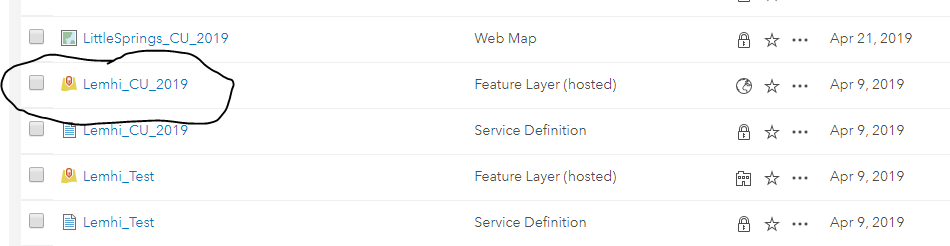 LittleSprings_CU_2019 Web Map Apr 21, 2019
Lemhi_CU_2019 Feature Layer (hosted) Apr 9, 2019
Lemhi_CU_2019 Service Definition Apr 9, 2019
Lemhi_Test Feature Layer (hosted) Apr 9, 2019
Lemhi_Test Service Definition Apr 9, 2019